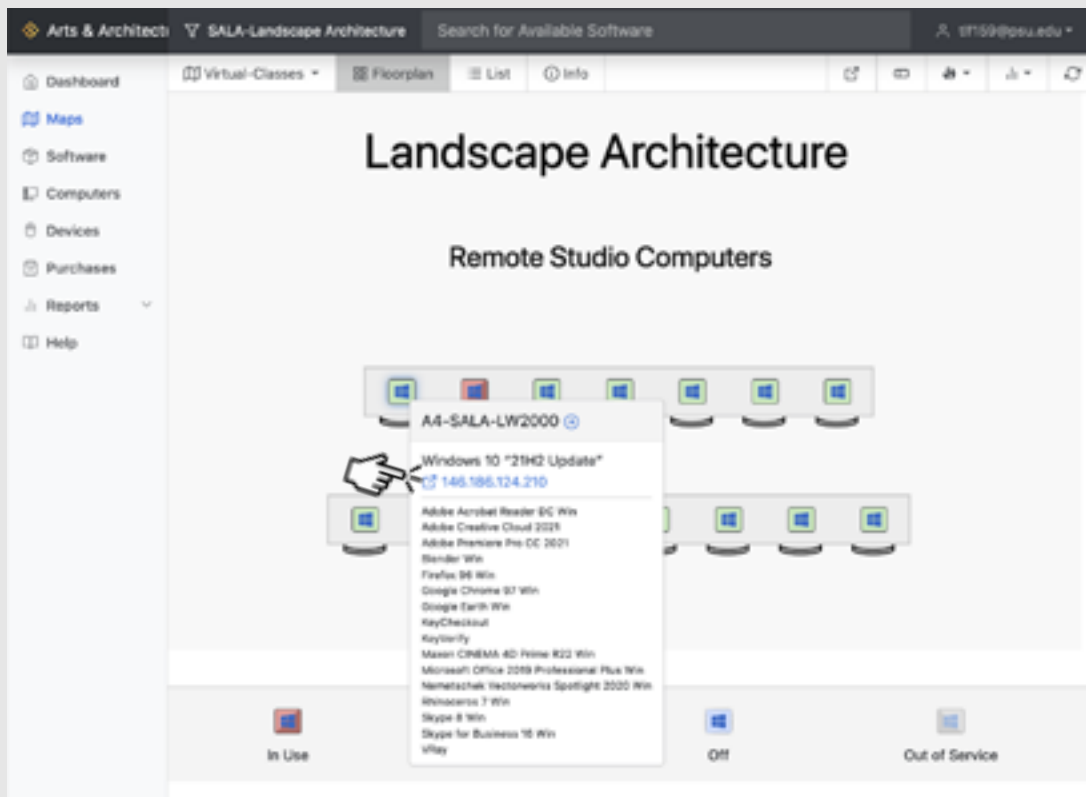 Arts & Architect
SALA-Landscape Architecture
Search for Available Software
tlf159@psu.edu
Dashboard
Maps
Software
Computers
Devices
Purchases
Reports
Help
Virtual-Classes
Floorplan
List
Info
Landscape Architecture
Remote Studio Computers
A4-SALA-LW2000
Windows 10 "21H2 Update"
146.186.124.210
Adobe Acrobat Reader DC Win
Adobe Creative Cloud 2021
Adobe Premiere Pro CC 2021
Blender Win
Firefox 96 Win
Google Chrome 97 Win
Google Earth Win
KeyCheckout
KeyVerify
Maxon CINEMA 4D Prime R22 Win
Microsoft Office 2019 Professional Plus Win
Nemetschek Vectorworks Spotlight 2020 Win
Rhinoceros 7 Win
Skype 8 Win
Skype for Business 16 Win
VRay
In Use
Off
Out of Service